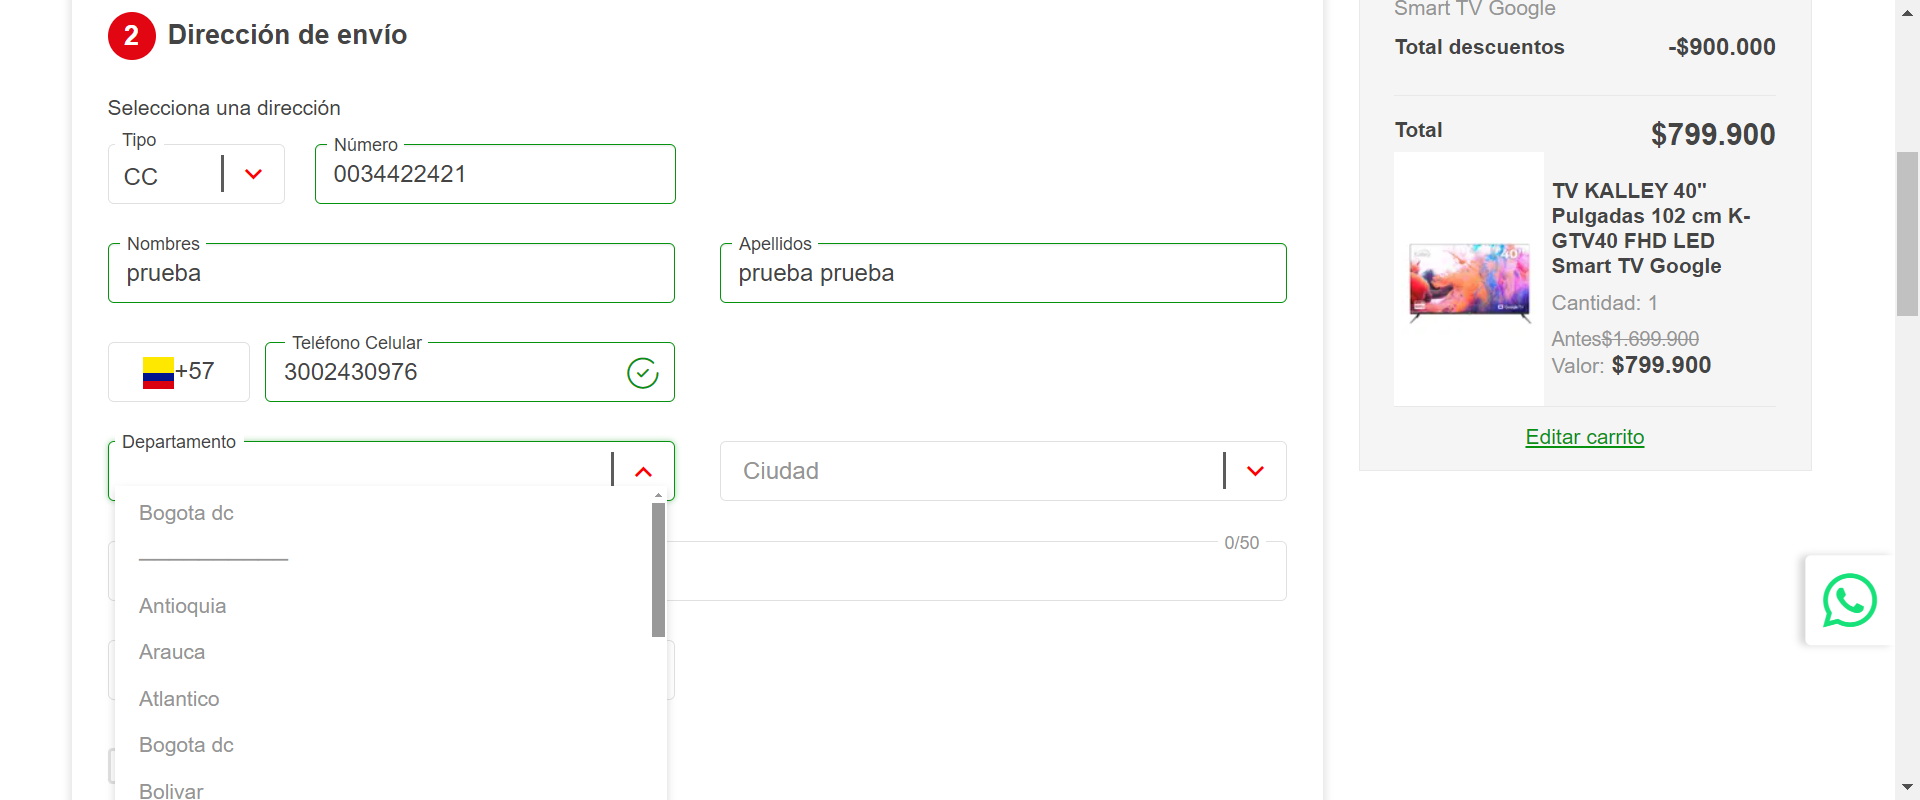 2 Dirección de envío
Selecciona una dirección
Tipo
CC
Número
0034422421
Nombres
prueba
Apellidos
prueba prueba
+57
Teléfono Celular
3002430976
Departamento
Ciudad
Bogota dc
Antioquia
Arauca
Atlantico
Bogota dc
Bolivar
0/50
Smart TV Google
Total descuentos -$900.000
Total $799.900
TV KALLEY 40"
Pulgadas 102 cm K-
GTV40 FHD LED
Smart TV Google
Cantidad: 1
Antes$1.699.900
Valor: $799.900
Editar carrito